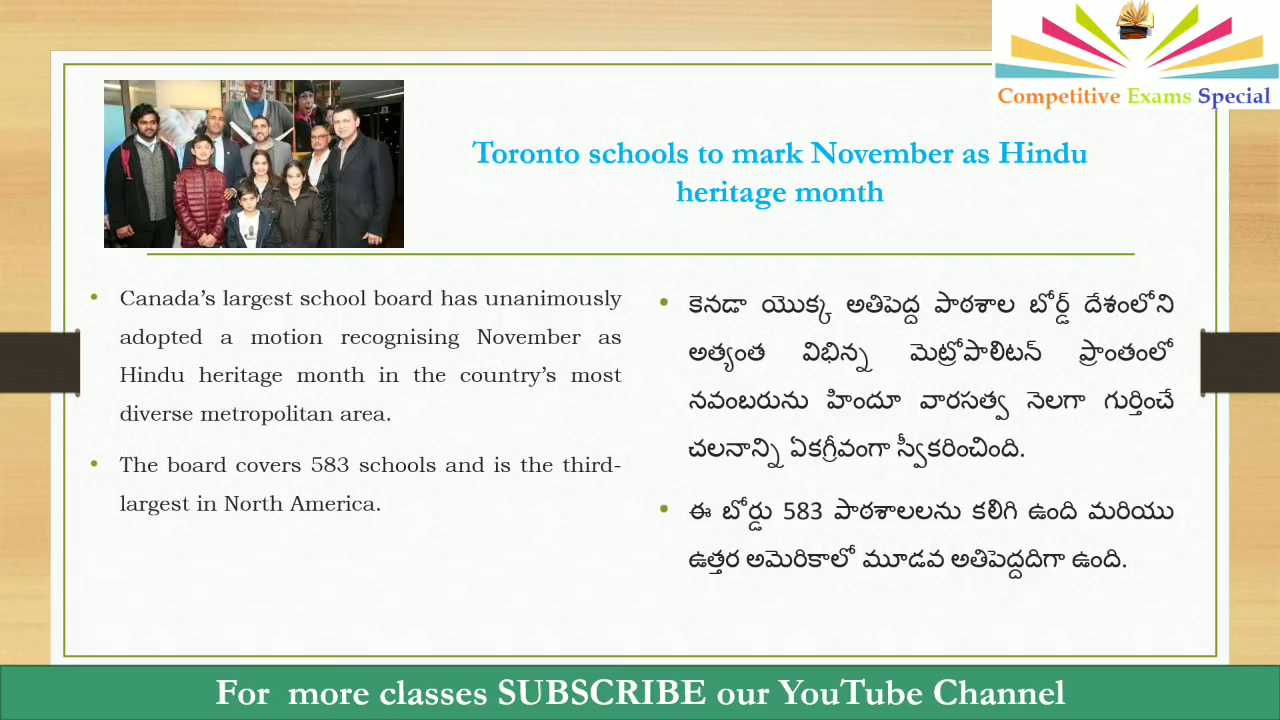 Competitive Exams Special
Toronto schools to mark November as Hindu
heritage month
• Canada’s largest school board has unanimously
adopted a motion recognising November as
Hindu heritage month in the country’s most
diverse metropolitan area.
• The board covers 583 schools and is the third-
largest in North America.
• కెనడా యొక్క అతిపెద్ద పాఠశాల బోర్డ్ దేశంలోని
అత్యంత విభిన్న మెట్రోపాలిటన్ ప్రాంతంలో
నవంబరును హిందూ వారసత్వ నెలగా గుర్తించే
చలనాన్ని ఏకగ్రీవంగా స్వీకరించింది.
• ఈ బోర్డు 583 పాఠశాలలను కలిగి ఉంది మరియు
ఉత్తర అమెరికాలో మూడవ అతిపెద్దదిగా ఉంది.
For more classes SUBSCRIBE our YouTube Channel